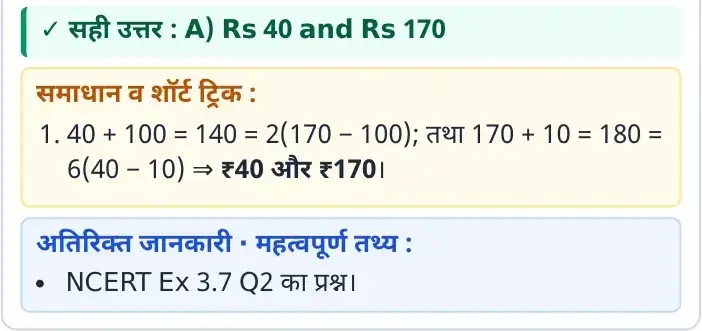 ✓ सही उत्तर : A) Rs 40 and Rs 170
समाधान व शॉर्ट ट्रिक :
1. 40 + 100 = 140 = 2(170 − 100); तथा 170 + 10 = 180 =
6(40 − 10) ⇒ ₹40 और ₹170।
अतिरिक्त जानकारी · महत्वपूर्ण तथ्य :
• NCERT Ex 3.7 Q2 का प्रश्न।